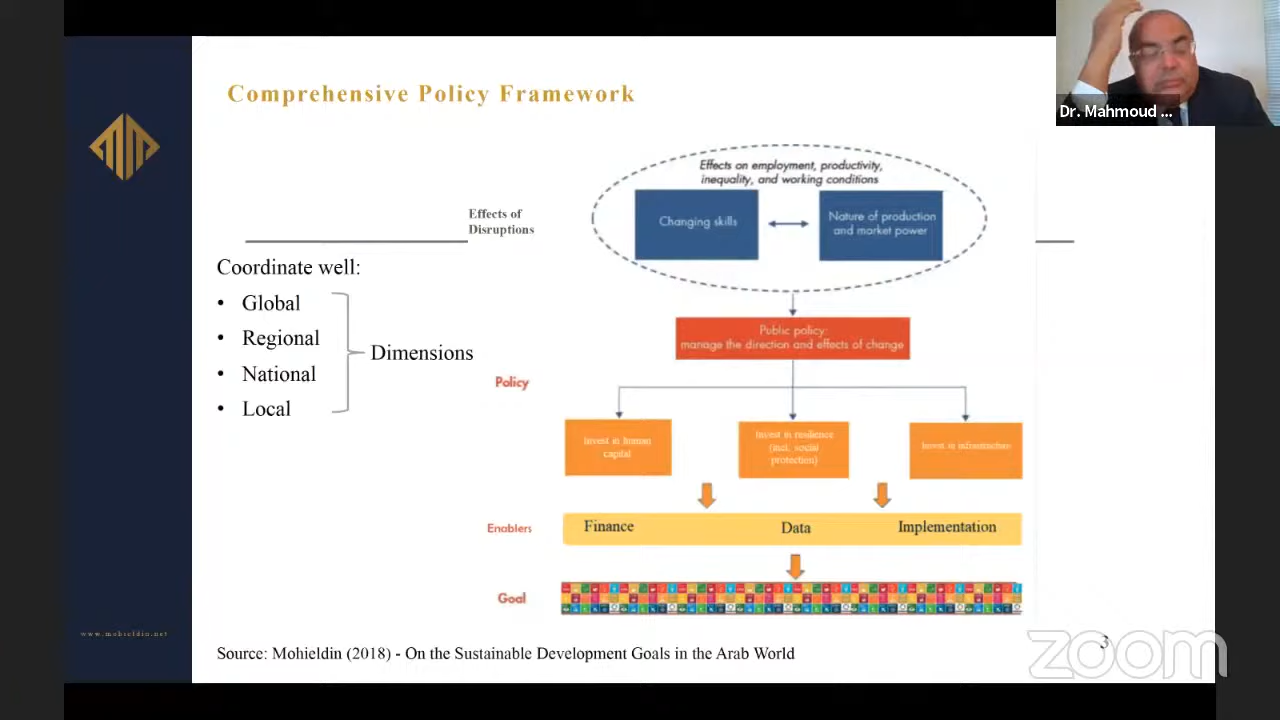 Comprehensive Policy Framework
Dr. Mahmoud ...
Effects on employment, productivity,
inequality, and working conditions
Changing skills
Nature of production
and market power
Effects of
Disruptions
Coordinate well:
• Global
• Regional
• National
• Local
Dimensions
Public policy:
manage the direction and effects of change
Policy
Invest in human
capital
Invest in resilience
(incl. social
protection)
Invest in infrastructure
Enablers
Finance
Data
Implementation
Goal
www.mohieldin.net
Source: Mohieldin (2018) - On the Sustainable Development Goals in the Arab World
3
zoom